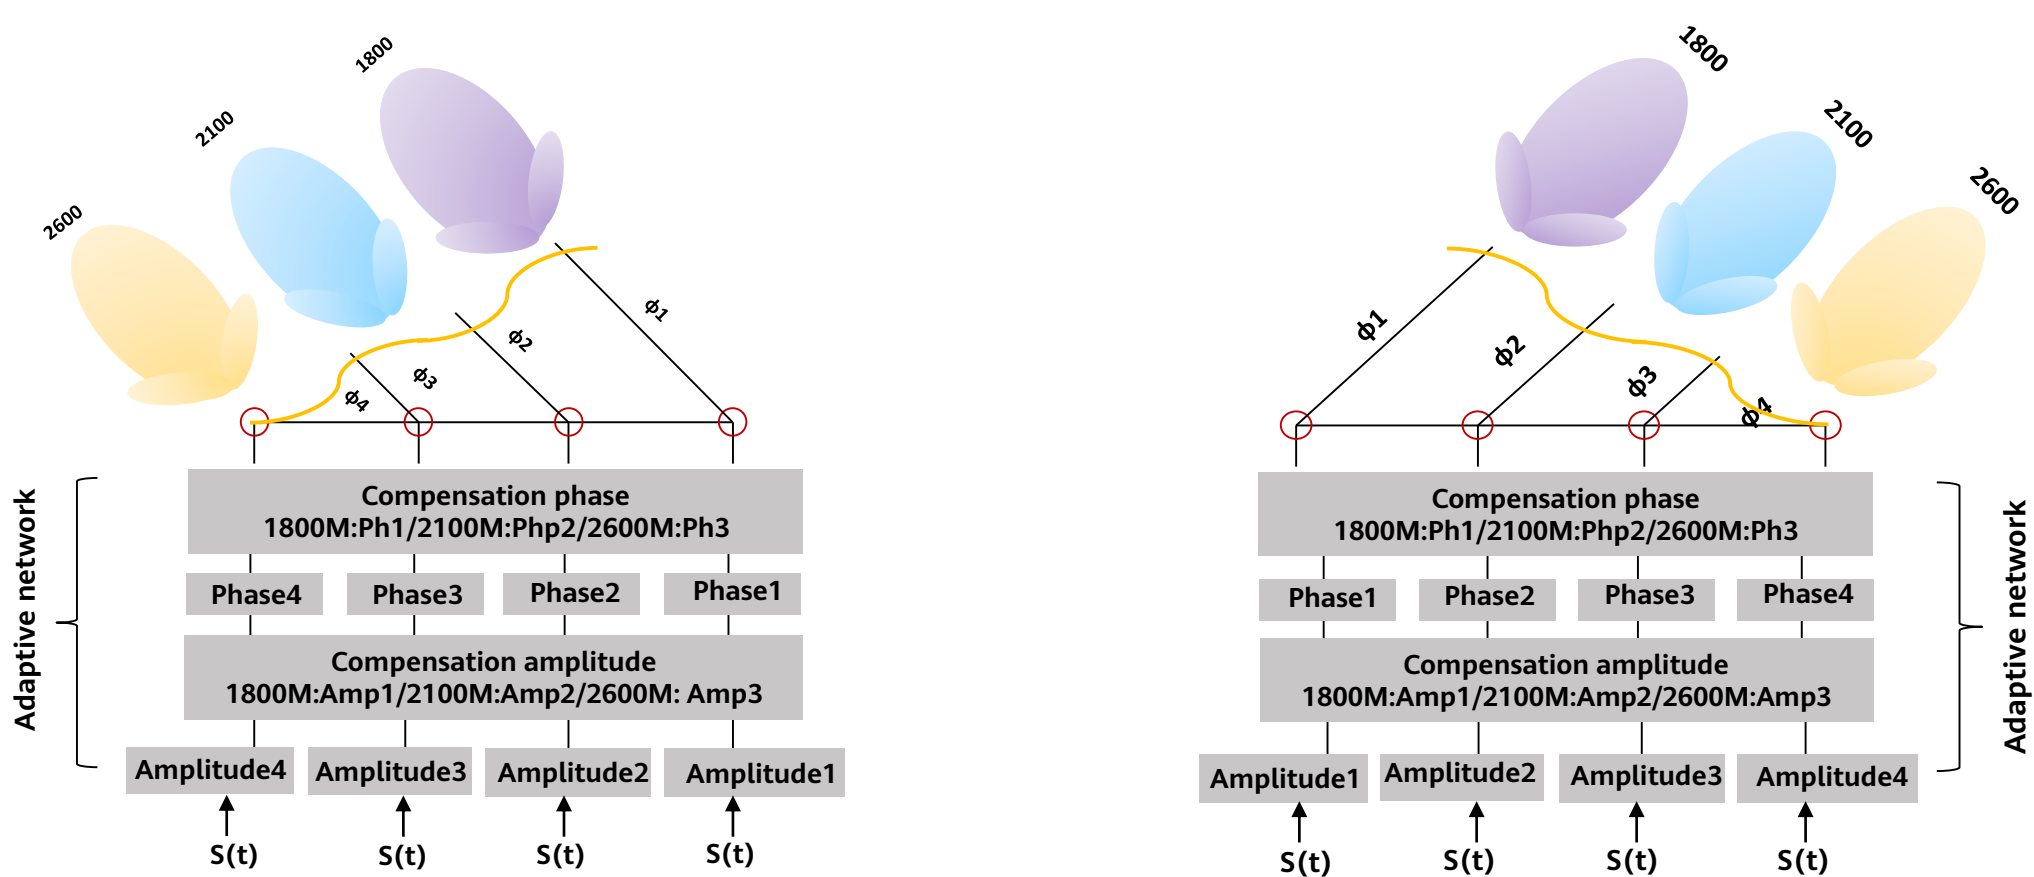 1800
2100
2600
ϕ1
ϕ2
ϕ3
ϕ4
Adaptive network
Compensation phase
1800M:Ph1/2100M:Php2/2600M:Ph3
Phase4 Phase3 Phase2 Phase1
Compensation amplitude
1800M:Amp1/2100M:Amp2/2600M: Amp3
Amplitude4 Amplitude3 Amplitude2 Amplitude1
S(t) S(t) S(t) S(t)
1800
2100
2600
ϕ1
ϕ2
ϕ3
ϕ4
Compensation phase
1800M:Ph1/2100M:Php2/2600M:Ph3
Phase1 Phase2 Phase3 Phase4
Compensation amplitude
1800M:Amp1/2100M:Amp2/2600M:Amp3
Amplitude1 Amplitude2 Amplitude3 Amplitude4
S(t) S(t) S(t) S(t)
Adaptive network